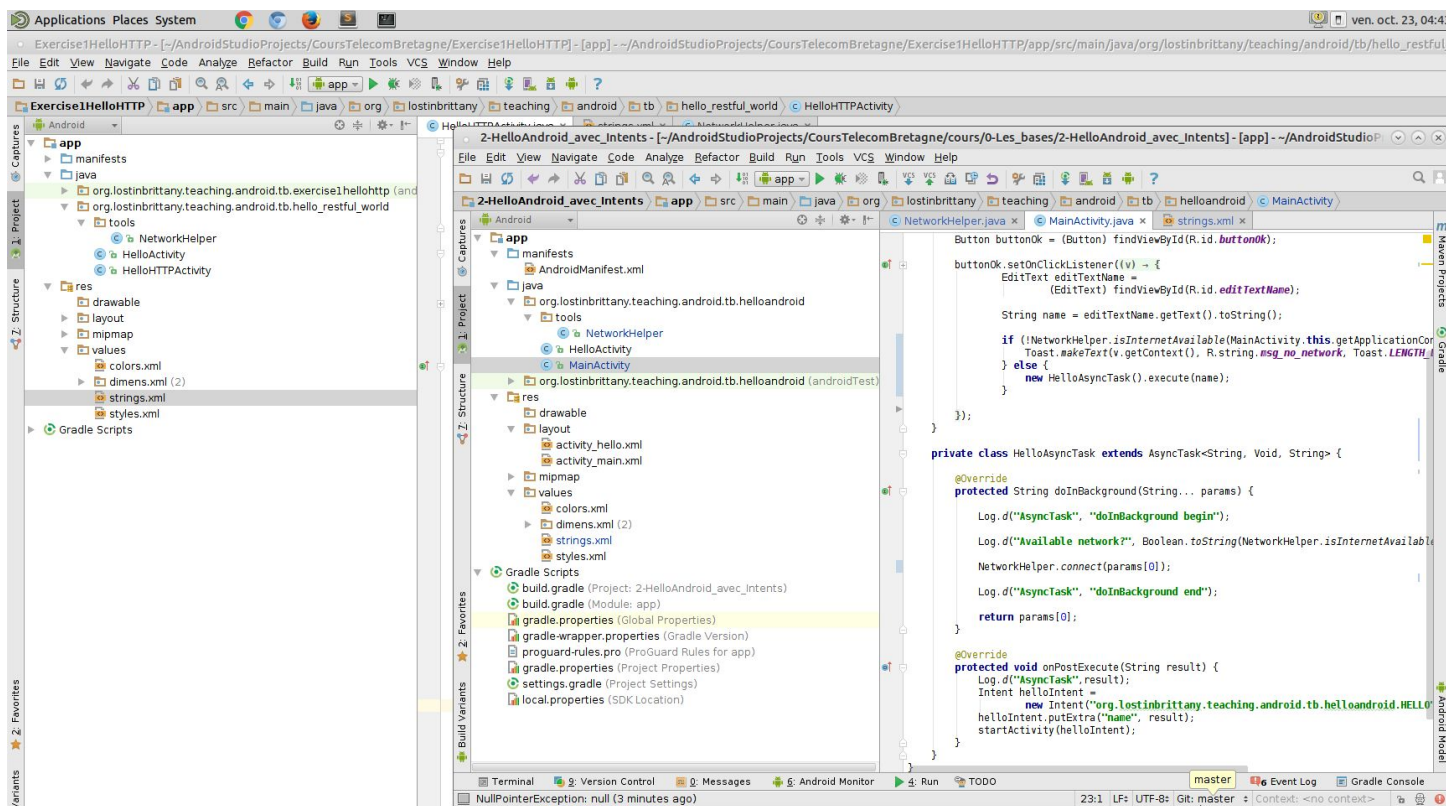 Applications Places System
ven. oct. 23, 04:43
Exercise1HelloHTTP - [~/AndroidStudioProjects/CoursTelecomBretagne/Exercise1HelloHTTP] - [app] - ~/AndroidStudioProjects/CoursTelecomBretagne/Exercise1HelloHTTP/app/src/main/java/org/lostinbrittany/teaching/android/tb/hello_restful
File Edit View Navigate Code Analyze Refactor Build Run Tools VCS Window Help
app
Exercise1HelloHTTP app src main java org lostinbrittany teaching android tb hello_restful_world HelloHTTPActivity
Android
Captures
1: Project
7: Structure
2: Favorites
app
manifests
java
org.lostinbrittany.teaching.android.tb.exercise1hellohttp (and
org.lostinbrittany.teaching.android.tb.hello_restful_world
tools
NetworkHelper
HelloActivity
HelloHTTPActivity
res
drawable
layout
mipmap
values
colors.xml
dimens.xml (2)
strings.xml
styles.xml
Gradle Scripts
2-HelloAndroid_avec_Intents - [~/AndroidStudioProjects/CoursTelecomBretagne/cours/0-Les_bases/2-HelloAndroid_avec_Intents] - [app] - ~/AndroidStudioP
File Edit View Navigate Code Analyze Refactor Build Run Tools VCS Window Help
app
VCS VCS
2-HelloAndroid_avec_Intents app src main java org lostinbrittany teaching android tb helloandroid MainActivity
Android
NetworkHelper.java MainActivity.java strings.xml
Captures
1: Project
7: Structure
2: Favorites
Build Variants
app
manifests
AndroidManifest.xml
java
org.lostinbrittany.teaching.android.tb.helloandroid
tools
NetworkHelper
HelloActivity
MainActivity
org.lostinbrittany.teaching.android.tb.helloandroid (androidTest)
res
drawable
layout
activity_hello.xml
activity_main.xml
mipmap
values
colors.xml
dimens.xml (2)
strings.xml
styles.xml
Gradle Scripts
build.gradle (Project: 2-HelloAndroid_avec_Intents)
build.gradle (Module: app)
gradle.properties (Global Properties)
gradle-wrapper.properties (Gradle Version)
proguard-rules.pro (ProGuard Rules for app)
gradle.properties (Project Properties)
settings.gradle (Project Settings)
local.properties (SDK Location)
Button buttonOk = (Button) findViewById(R.id.buttonOk);
buttonOk.setOnClickListener((v) → {
EditText editTextName =
(EditText) findViewById(R.id.editTextName);
String name = editTextName.getText().toString();
if (!NetworkHelper.isInternetAvailable(MainActivity.this.getApplicationCon
Toast.makeText(v.getContext(), R.string.msg_no_network, Toast.LENGTH_
} else {
new HelloAsyncTask().execute(name);
}
});
}
private class HelloAsyncTask extends AsyncTask<String, Void, String> {
@Override
protected String doInBackground(String... params) {
Log.d("AsyncTask", "doInBackground begin");
Log.d("Available network?", Boolean.toString(NetworkHelper.isInternetAvailable
NetworkHelper.connect(params[0]);
Log.d("AsyncTask", "doInBackground end");
return params[0];
}
@Override
protected void onPostExecute(String result) {
Log.d("AsyncTask",result);
Intent helloIntent =
new Intent("org.lostinbrittany.teaching.android.tb.helloandroid.HELLO"
helloIntent.putExtra("name", result);
startActivity(helloIntent);
}
}
}
Maven Projects
Gradle
Android Model
Terminal 9: Version Control 0: Messages 6: Android Monitor 4: Run TODO master 6 Event Log Gradle Console
NullPointerException: null (3 minutes ago)
23:1 LF÷ UTF-8÷ Git: master ÷ Context: <no context>